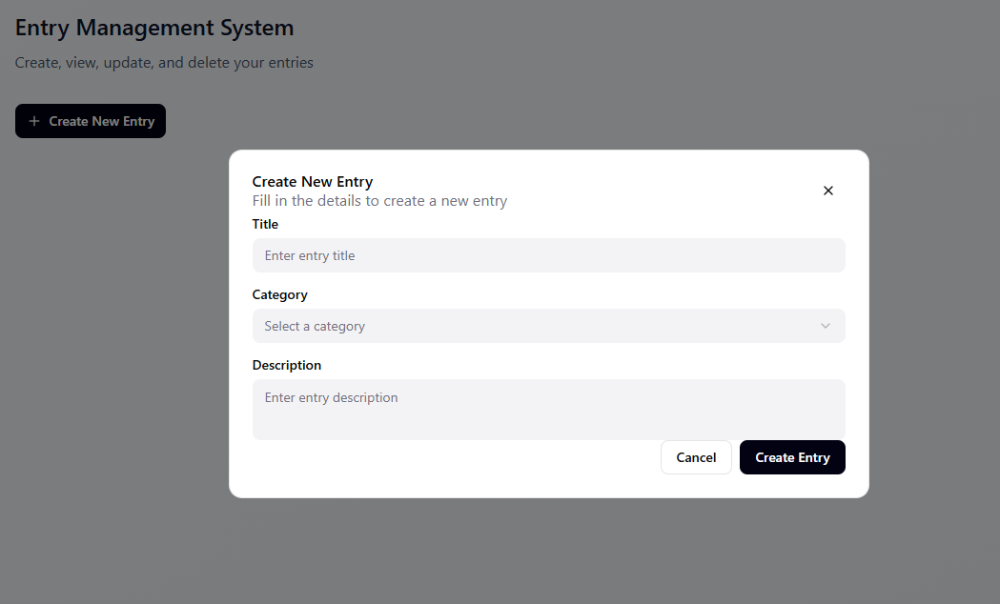 Entry Management System
Create, view, update, and delete your entries
+ Create New Entry
Create New Entry
Fill in the details to create a new entry
Title
Enter entry title
Category
Select a category
Description
Enter entry description
Cancel
Create Entry